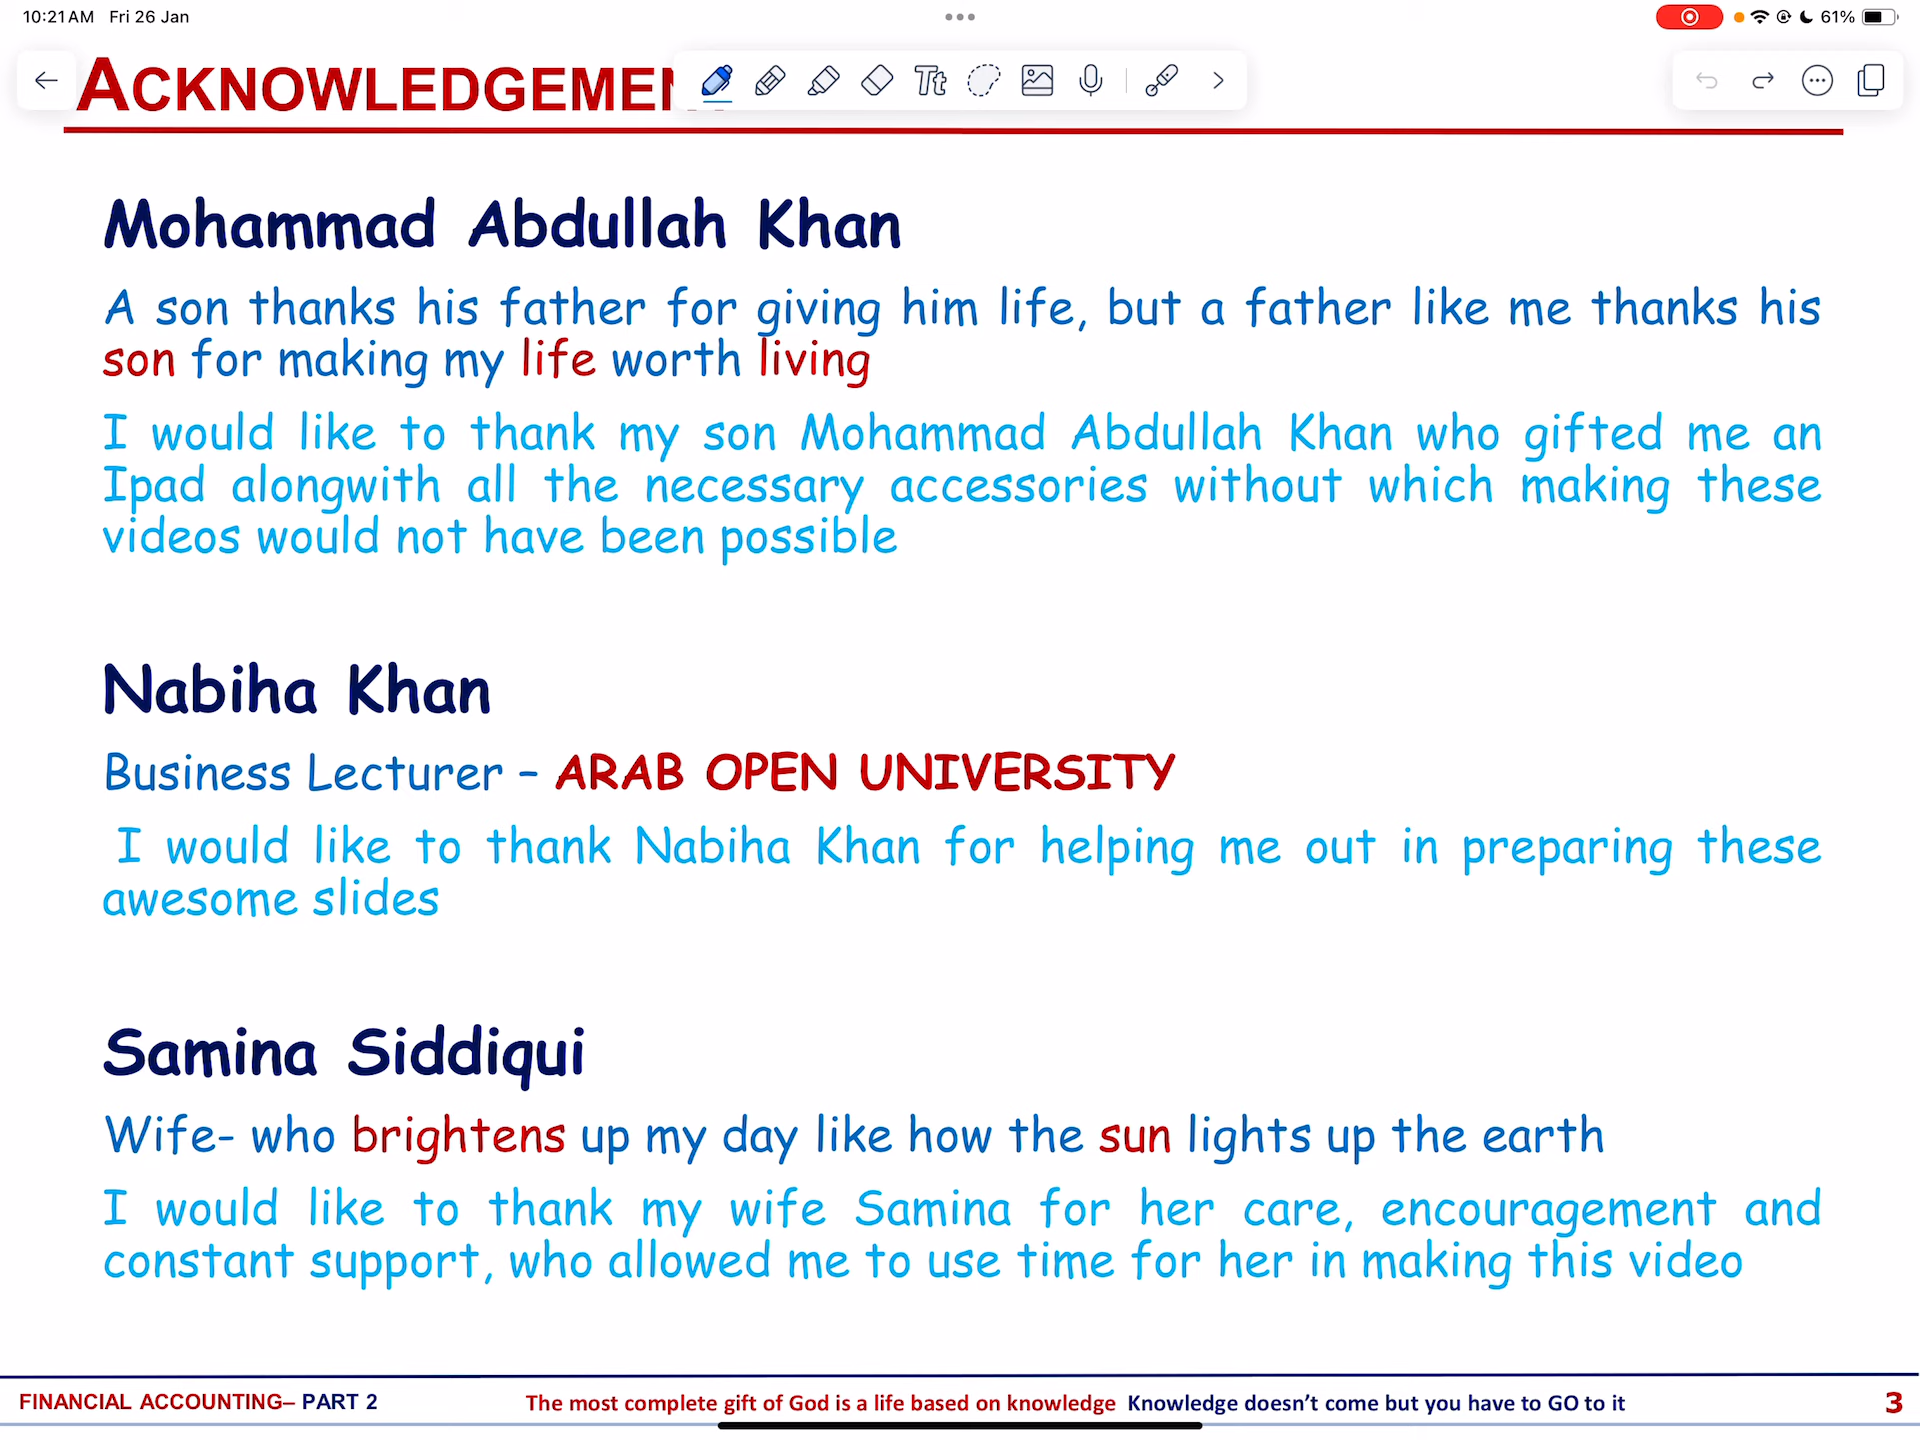 10:21 AM Fri 26 Jan
61%
ACKNOWLEDGEMEN
Tt
Mohammad Abdullah Khan
A son thanks his father for giving him life, but a father like me thanks his
son for making my life worth living
I would like to thank my son Mohammad Abdullah Khan who gifted me an
Ipad alongwith all the necessary accessories without which making these
videos would not have been possible
Nabiha Khan
Business Lecturer – ARAB OPEN UNIVERSITY
I would like to thank Nabiha Khan for helping me out in preparing these
awesome slides
Samina Siddiqui
Wife- who brightens up my day like how the sun lights up the earth
I would like to thank my wife Samina for her care, encouragement and
constant support, who allowed me to use time for her in making this video
FINANCIAL ACCOUNTING– PART 2 The most complete gift of God is a life based on knowledge Knowledge doesn’t come but you have to GO to it 3